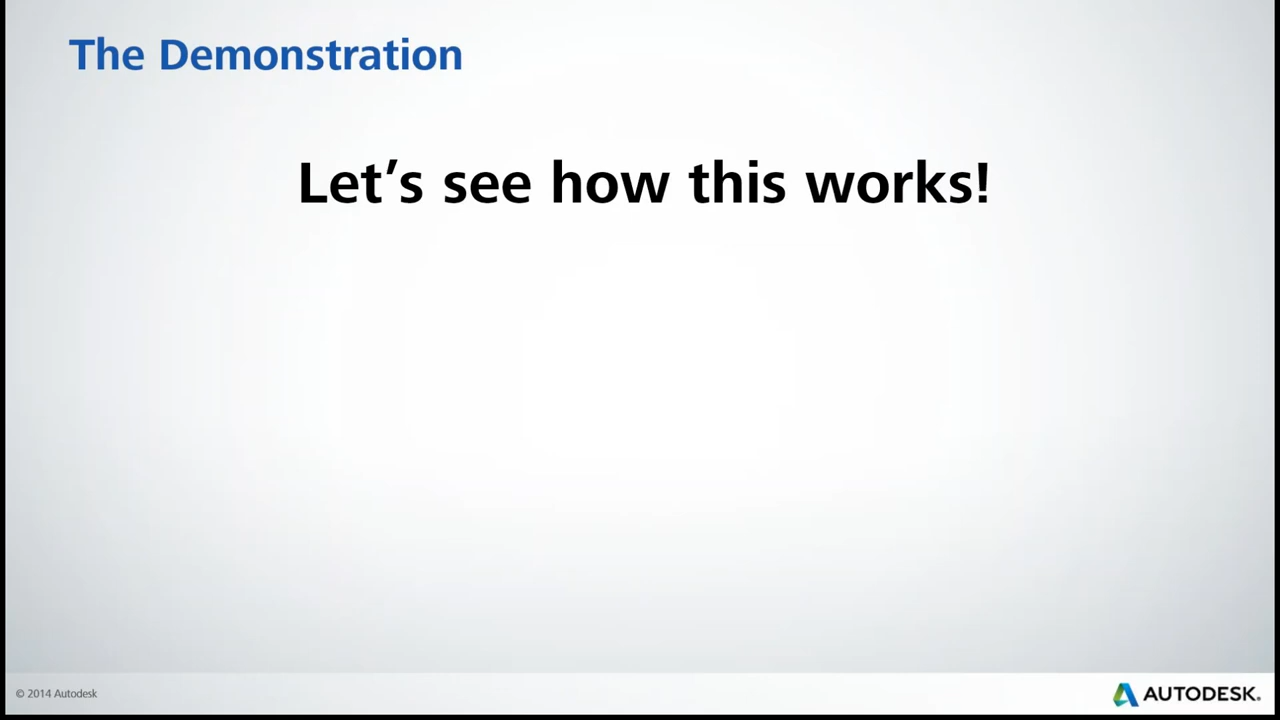 The Demonstration
Let’s see how this works!
© 2014 Autodesk
AUTODESK.